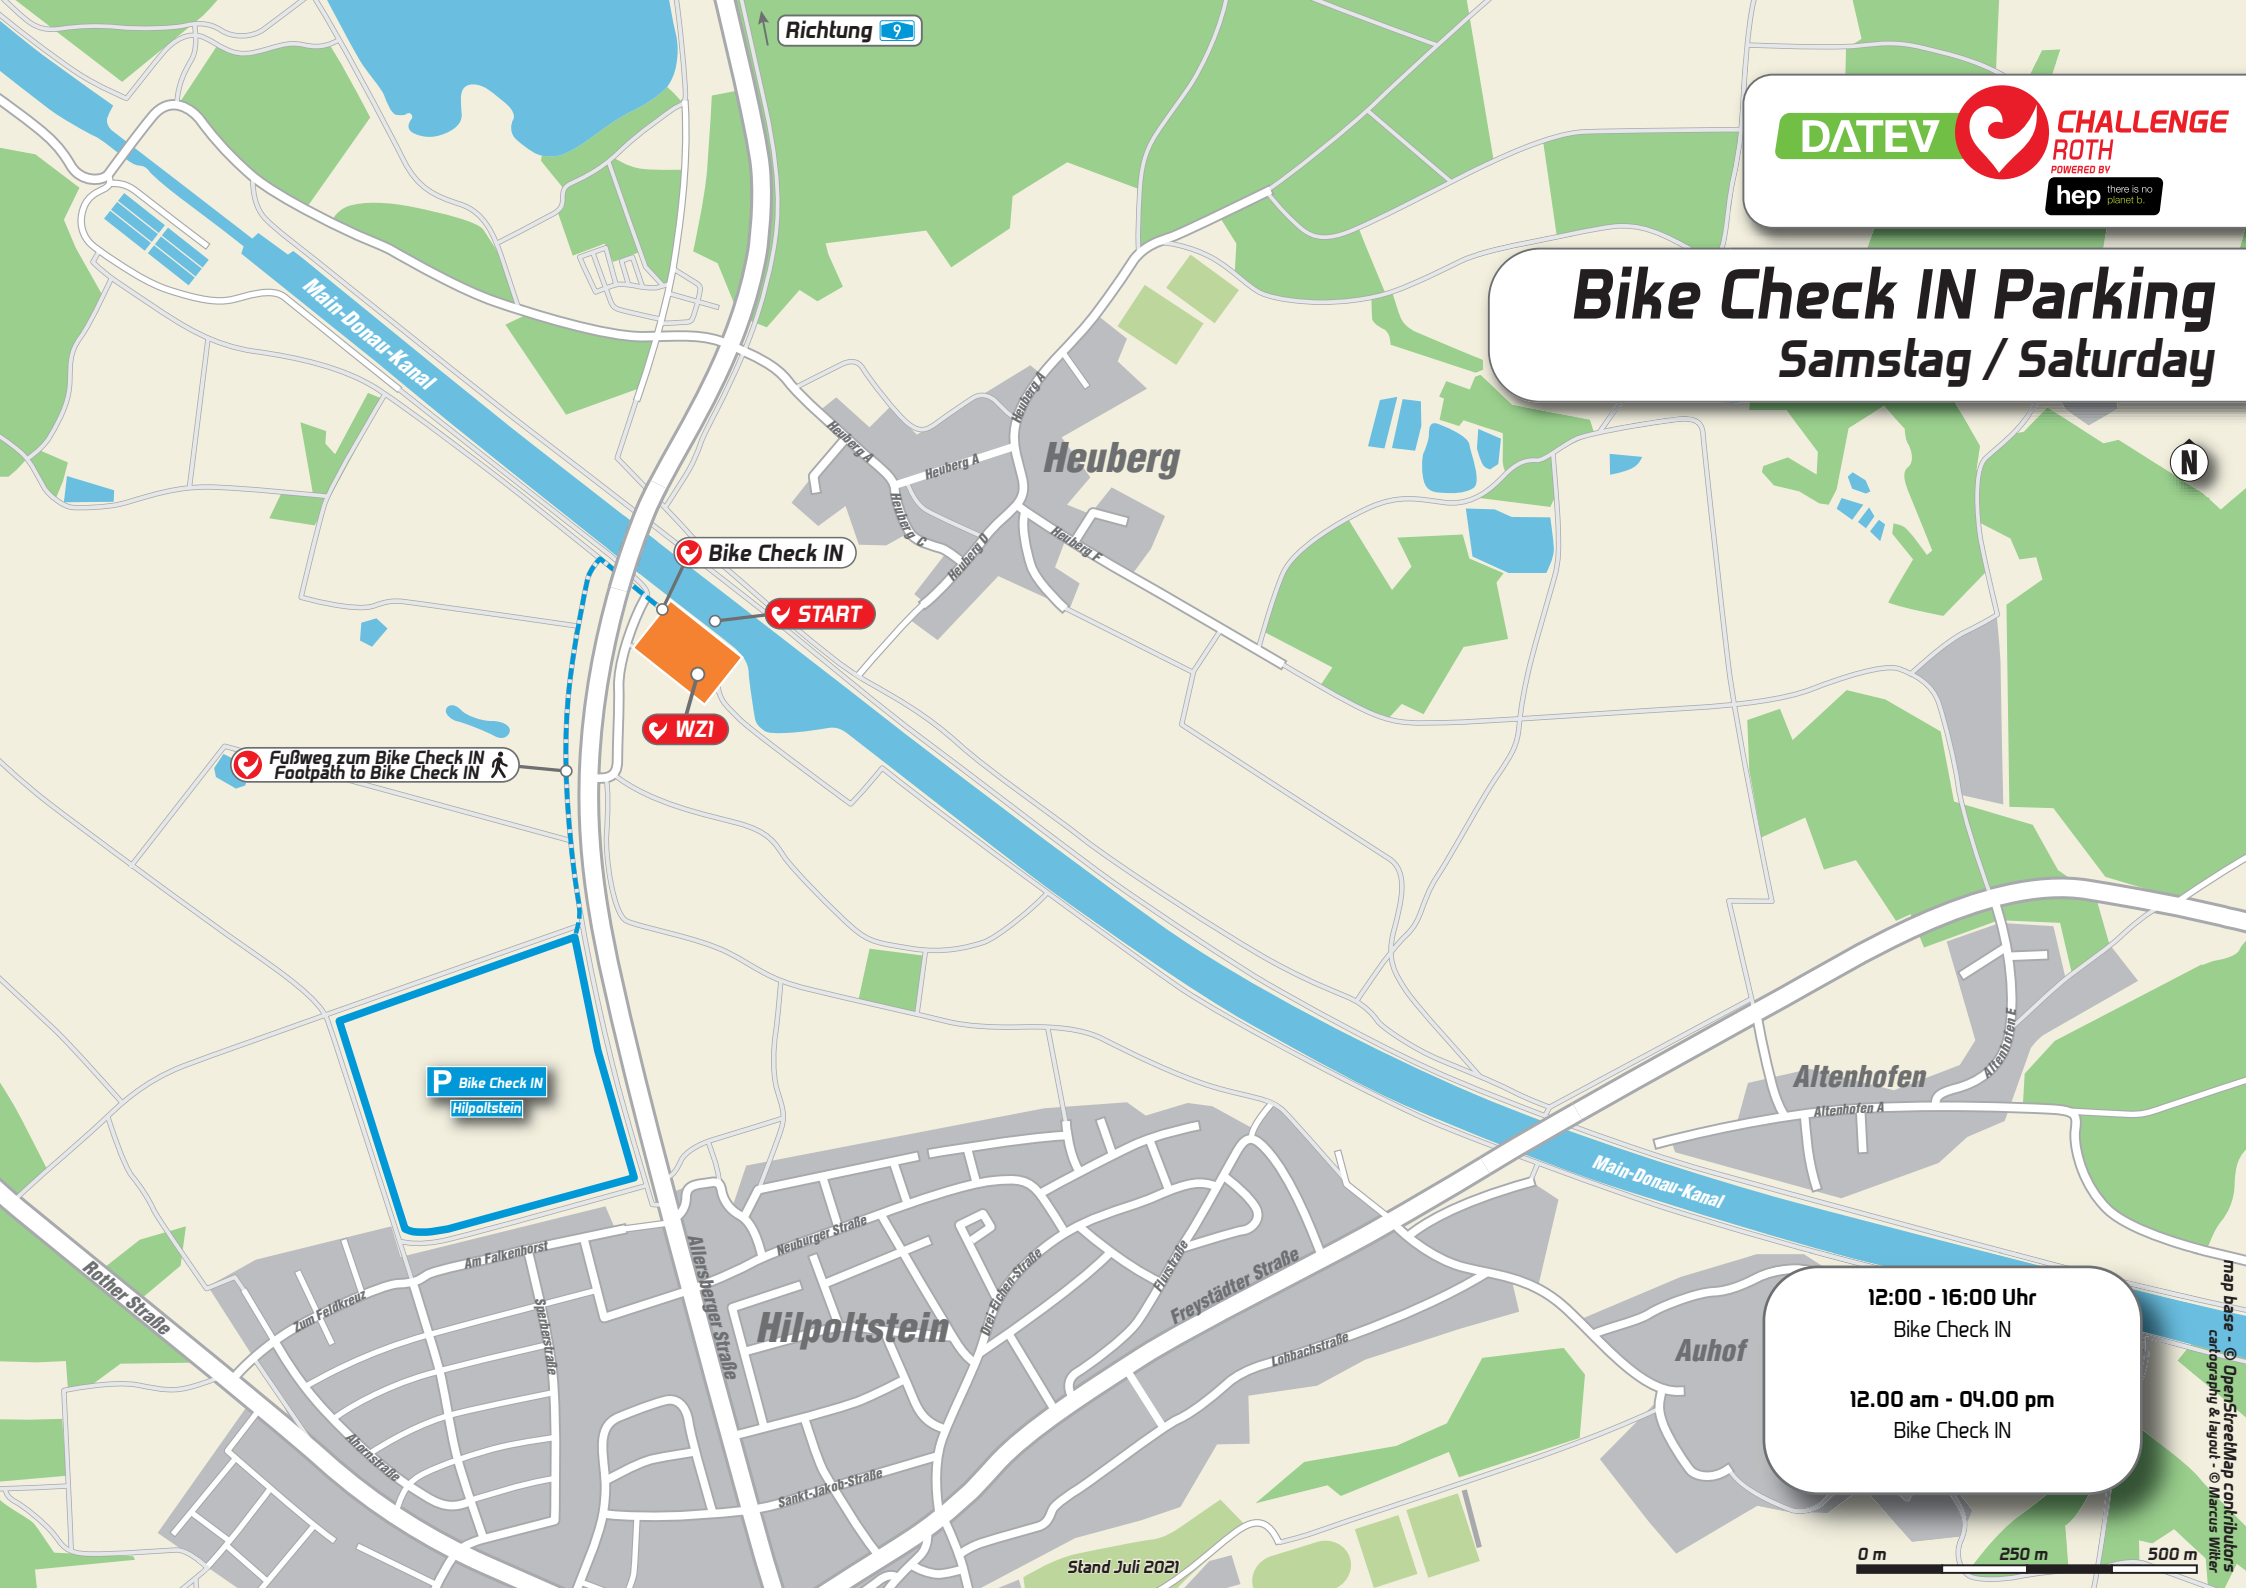 Richtung 9
DATEV CHALLENGE
ROTH
POWERED BY
hep there is no
planet b.
Bike Check IN Parking
Samstag / Saturday
N
Main-Donau-Kanal
Heuberg A
Heuberg A
Heuberg A
Heuberg
Heuberg C
Heuberg D
Heuberg F
Bike Check IN
START
WZ1
Fußweg zum Bike Check IN
Footpath to Bike Check IN
P Bike Check IN
Hilpoltstein
Altenhofen E
Altenhofen
Altenhofen A
Main-Donau-Kanal
Am Falkenhorst
Neuburger Straße
Allersberger Straße
Drei-Eichen-Straße
Flurstraße
Freystädter Straße
Rother Straße
Zum Feldkreuz
Sperberstraße
Hilpoltstein
Lohbachstraße
Auhof
Ahornstraße
Sankt-Jakob-Straße
12:00 - 16:00 Uhr
Bike Check IN
12.00 am - 04.00 pm
Bike Check IN
Stand Juli 2021
0 m 250 m 500 m
map base - © OpenStreetMap contributors
cartography & layout - © Marcus Witter